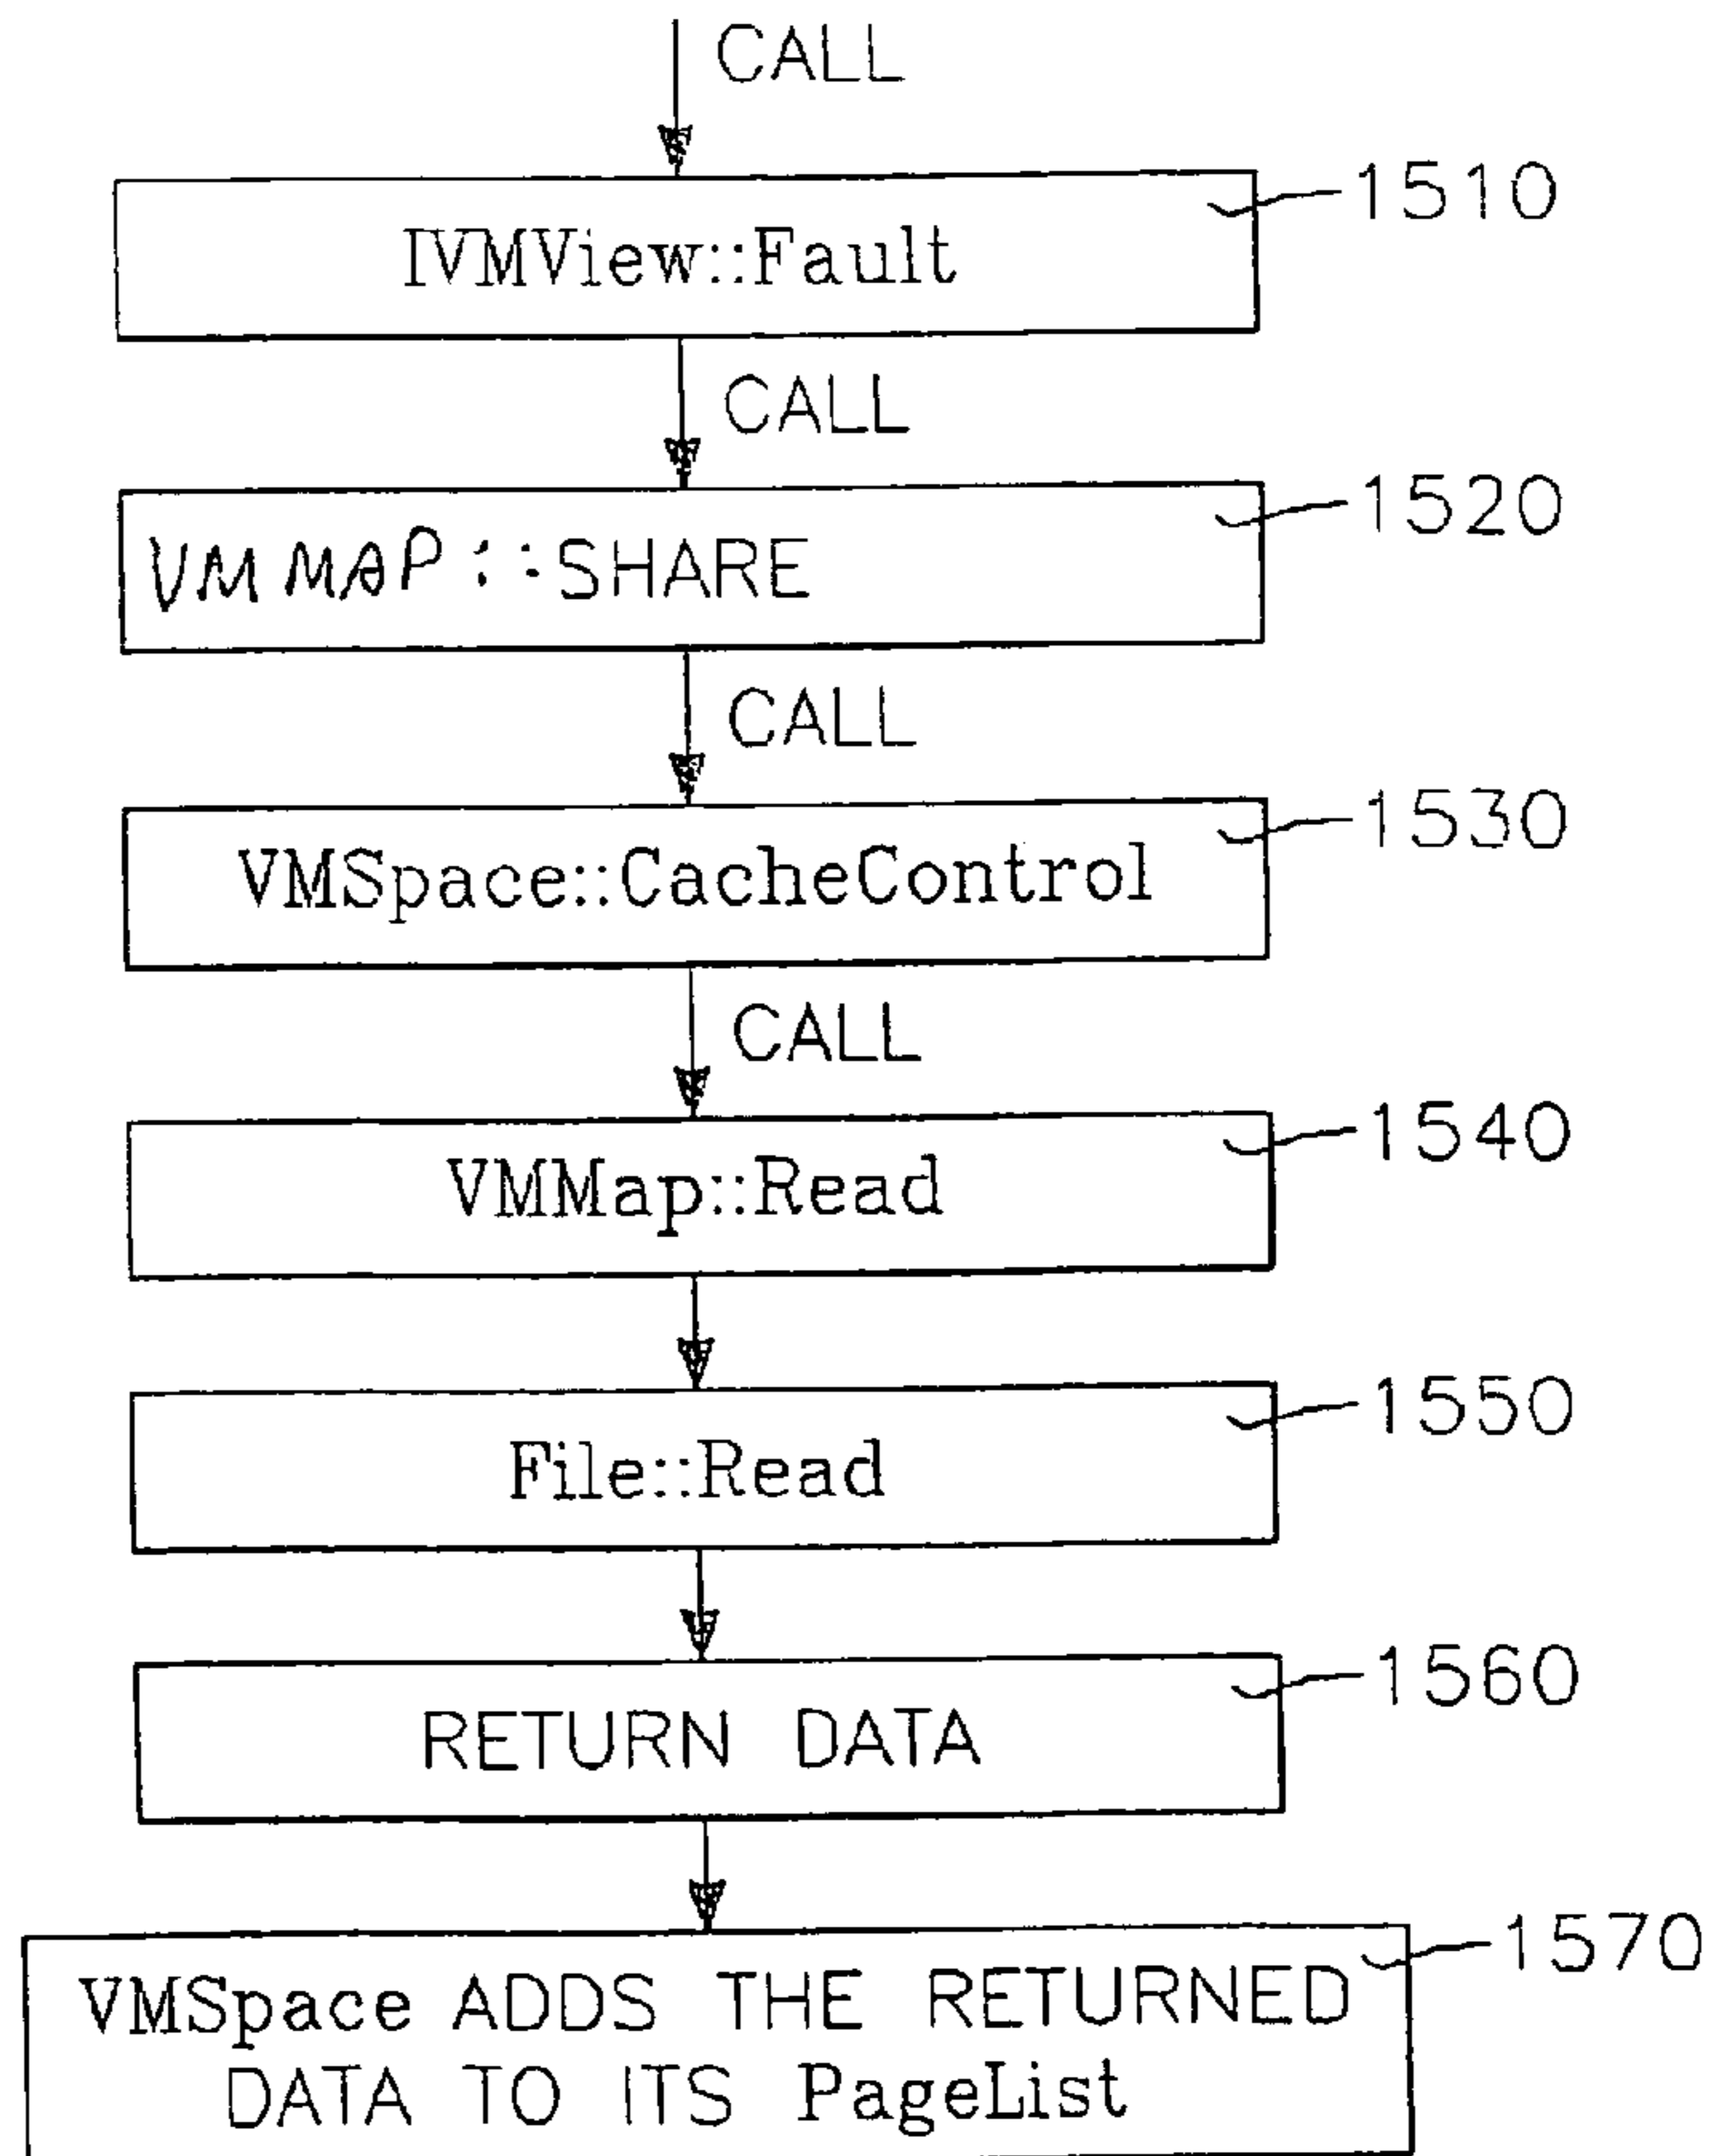 CALL
1510
IVMView::Fault
CALL
1520
VMMAP::SHARE
CALL
1530
VMSpace::CacheControl
CALL
1540
VMMap::Read
1550
File::Read
1560
RETURN DATA
1570
VMSpace ADDS THE RETURNED
DATA TO ITS PageList